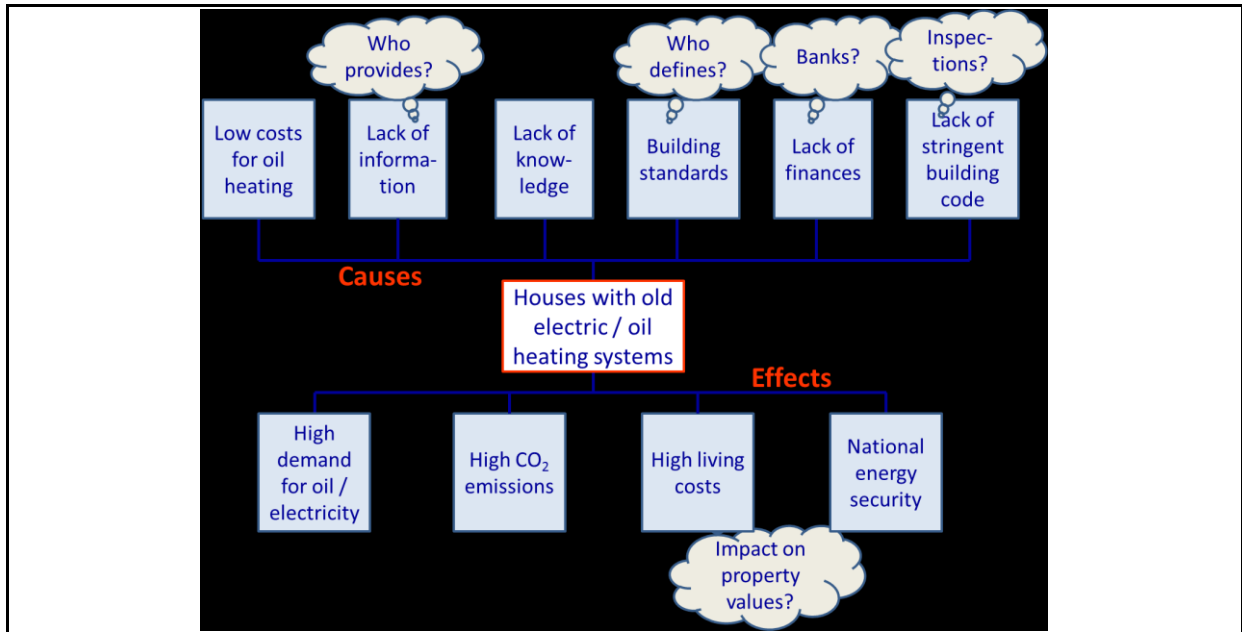 Who
provides?
Who
defines?
Banks?
Inspec-
tions?
Low costs
for oil
heating
Lack of
informa-
tion
Lack of
know-
ledge
Building
standards
Lack of
finances
Lack of
stringent
building
code
Causes
Houses with old
electric / oil
heating systems
Effects
High
demand
for oil /
electricity
High CO₂
emissions
High living
costs
National
energy
security
Impact on
property
values?